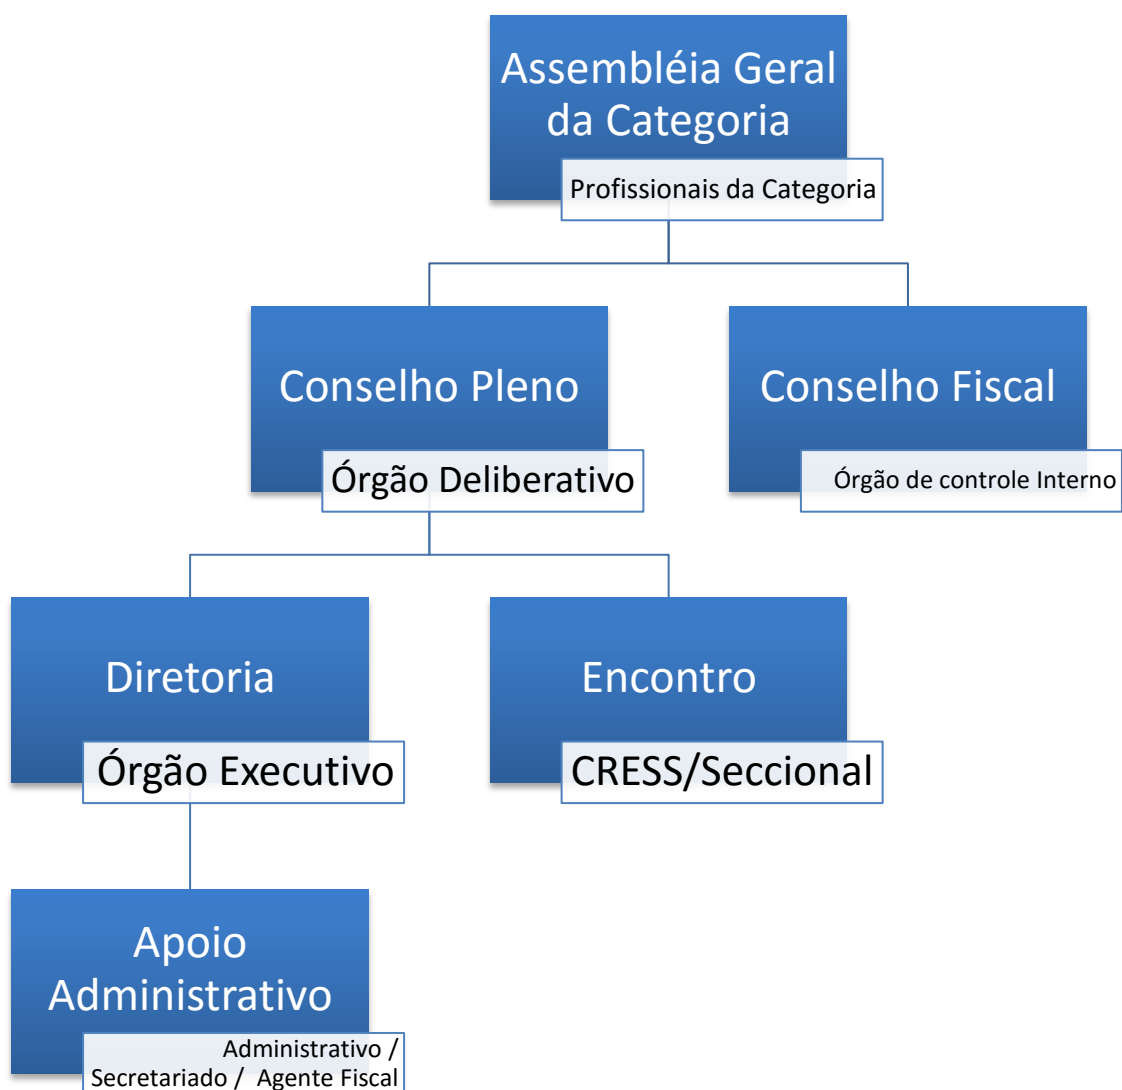 Assembléia Geral
da Categoria
Profissionais da Categoria
Conselho Pleno
Órgão Deliberativo
Conselho Fiscal
Órgão de controle Interno
Diretoria
Órgão Executivo
Encontro
CRESS/Seccional
Apoio
Administrativo
Administrativo /
Secretariado / Agente Fiscal